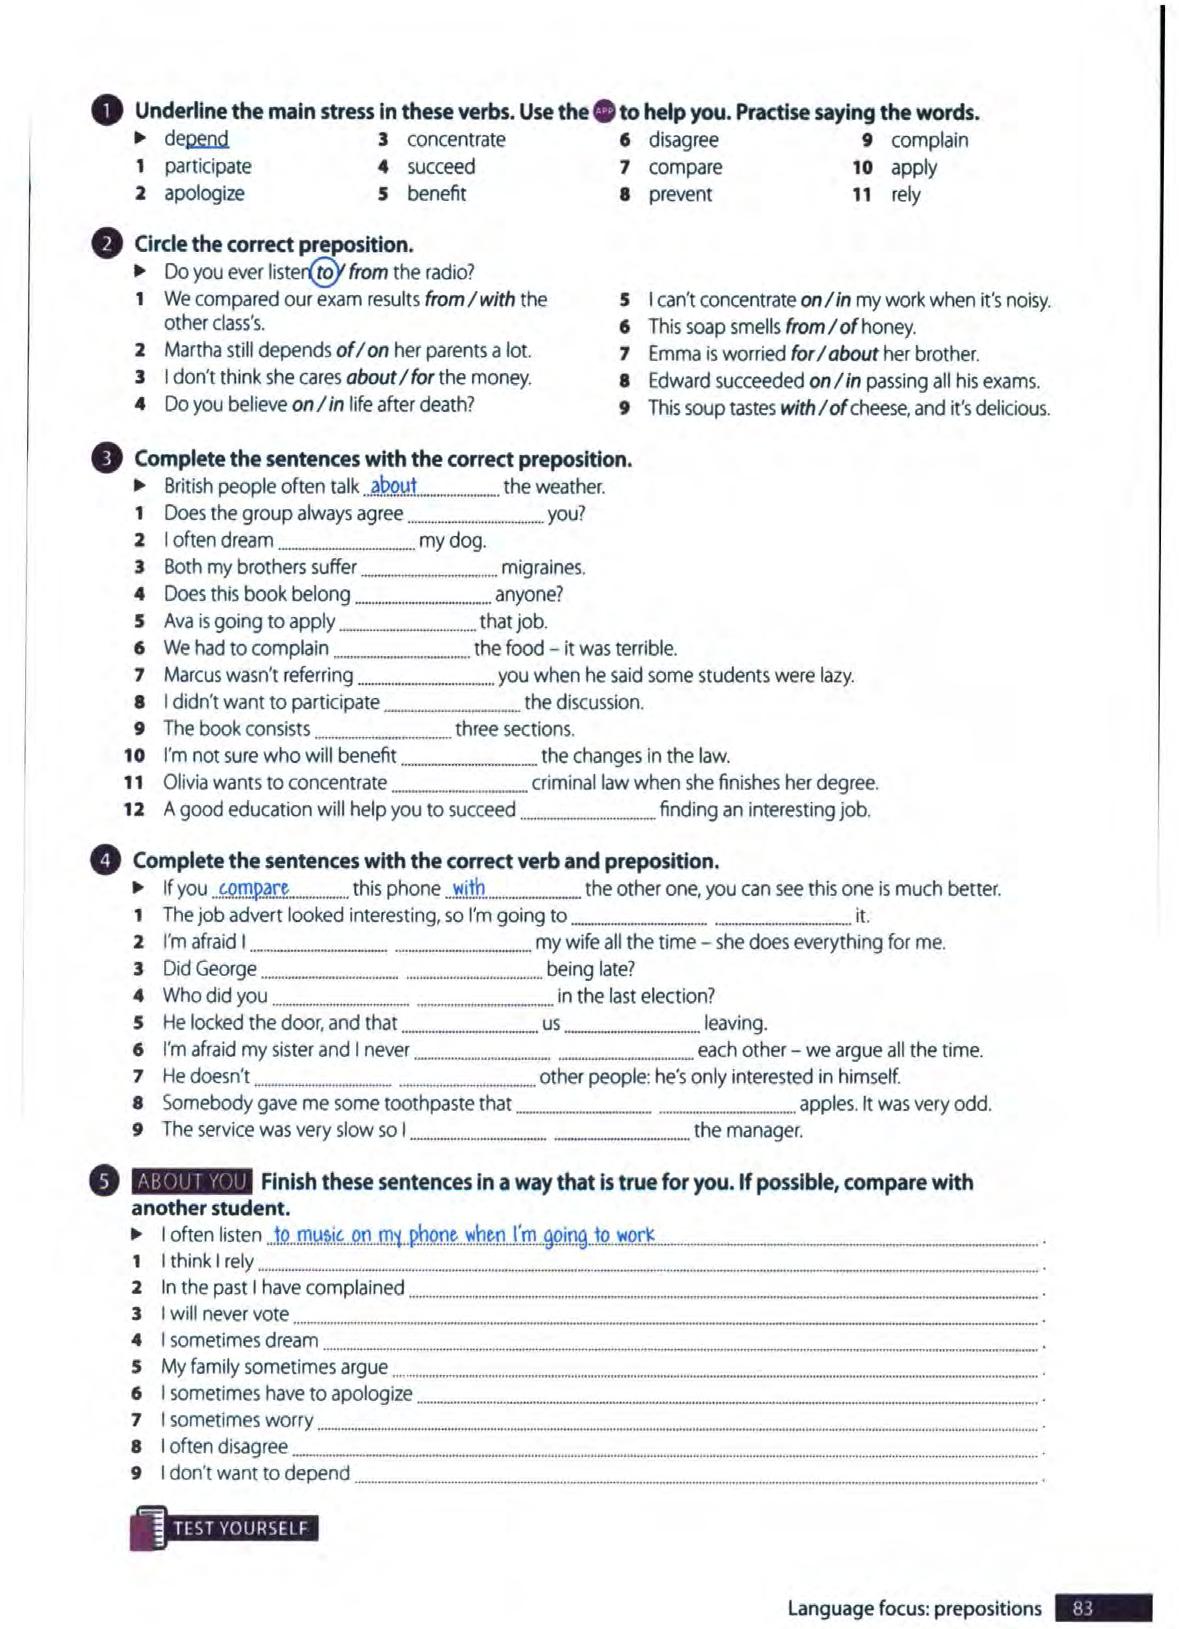 1 Underline the main stress in these verbs. Use the APP to help you. Practise saying the words.
► depend 3 concentrate 6 disagree 9 complain
1 participate 4 succeed 7 compare 10 apply
2 apologize 5 benefit 8 prevent 11 rely
2 Circle the correct preposition.
► Do you ever listen to / from the radio?
1 We compared our exam results from / with the
other class's.
2 Martha still depends of / on her parents a lot.
3 I don't think she cares about / for the money.
4 Do you believe on / in life after death?
5 I can't concentrate on / in my work when it's noisy.
6 This soap smells from / of honey.
7 Emma is worried for / about her brother.
8 Edward succeeded on / in passing all his exams.
9 This soup tastes with / of cheese, and it's delicious.
3 Complete the sentences with the correct preposition.
► British people often talk about the weather.
1 Does the group always agree ............ you?
2 I often dream ............ my dog.
3 Both my brothers suffer ............ migraines.
4 Does this book belong ............ anyone?
5 Ava is going to apply ............ that job.
6 We had to complain ............ the food – it was terrible.
7 Marcus wasn't referring ............ you when he said some students were lazy.
8 I didn't want to participate ............ the discussion.
9 The book consists ............ three sections.
10 I'm not sure who will benefit ............ the changes in the law.
11 Olivia wants to concentrate ............ criminal law when she finishes her degree.
12 A good education will help you to succeed ............ finding an interesting job.
4 Complete the sentences with the correct verb and preposition.
► If you compare this phone with the other one, you can see this one is much better.
1 The job advert looked interesting, so I'm going to ............ ............ it.
2 I'm afraid I ............ ............ my wife all the time – she does everything for me.
3 Did George ............ ............ being late?
4 Who did you ............ ............ in the last election?
5 He locked the door, and that ............ us ............ leaving.
6 I'm afraid my sister and I never ............ ............ each other – we argue all the time.
7 He doesn't ............ ............ other people: he's only interested in himself.
8 Somebody gave me some toothpaste that ............ ............ apples. It was very odd.
9 The service was very slow so I ............ ............ the manager.
5 ABOUT YOU Finish these sentences in a way that is true for you. If possible, compare with
another student.
► I often listen to music on my phone when I'm going to work ............ .
1 I think I rely ............ .
2 In the past I have complained ............ .
3 I will never vote ............ .
4 I sometimes dream ............ .
5 My family sometimes argue ............ .
6 I sometimes have to apologize ............ .
7 I sometimes worry ............ .
8 I often disagree ............ .
9 I don't want to depend ............ .
TEST YOURSELF
Language focus: prepositions 83